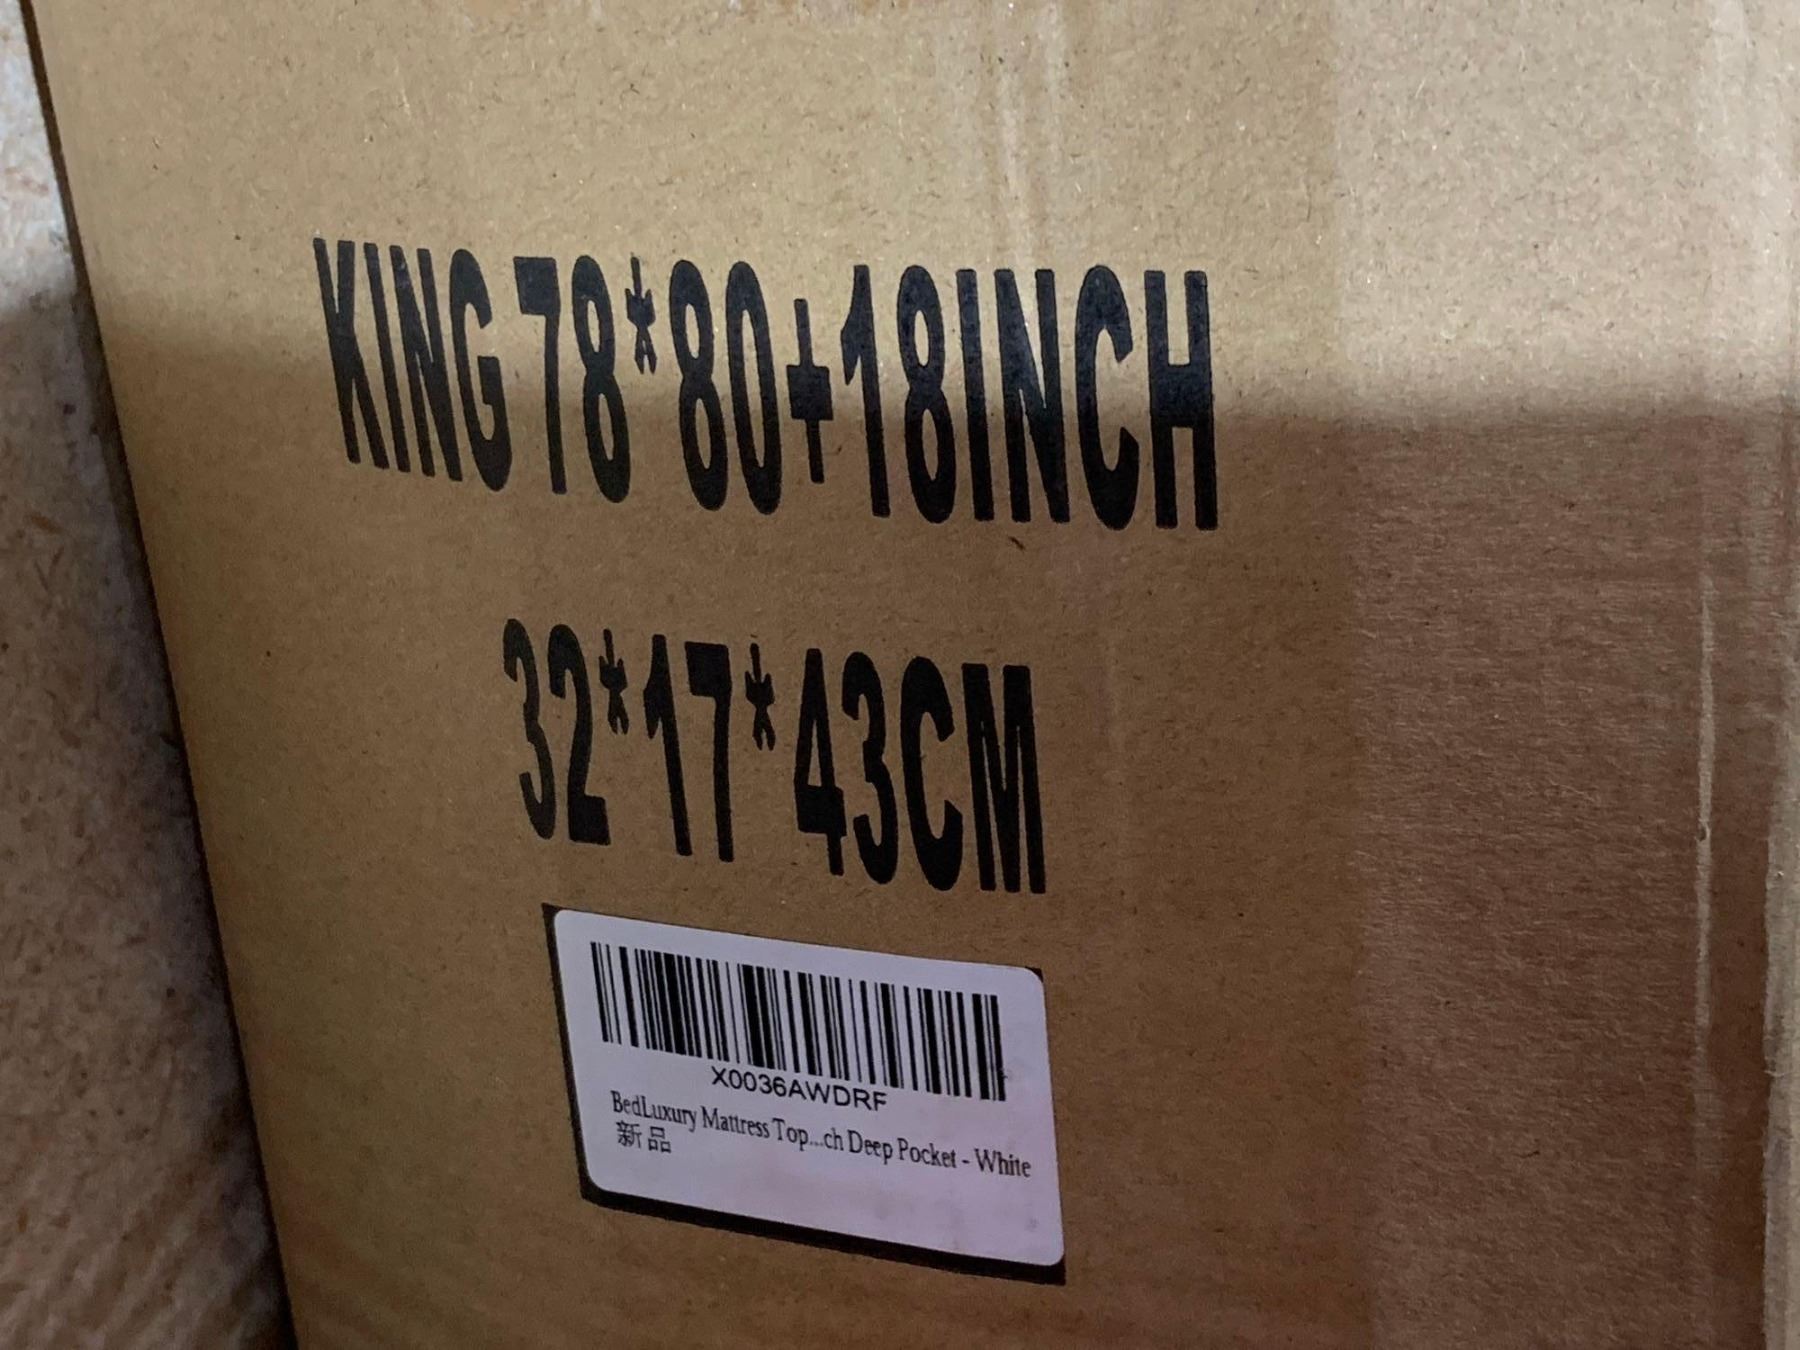 KING 78*80+18INCH
32*17*43CM
X0036AWDRF
BedLuxury Mattress Top...ch Deep Pocket - White
新品